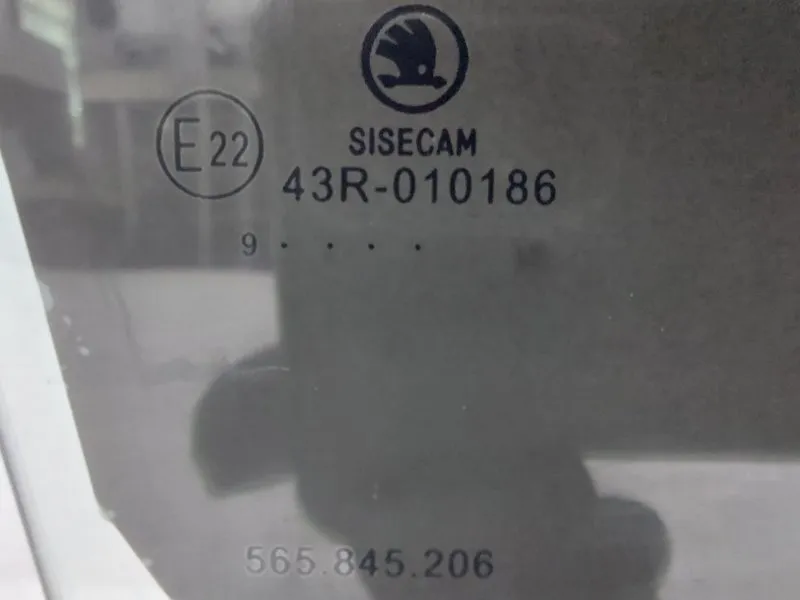 SISECAM
E22
43R-010186
9 . . . .
565.845.206